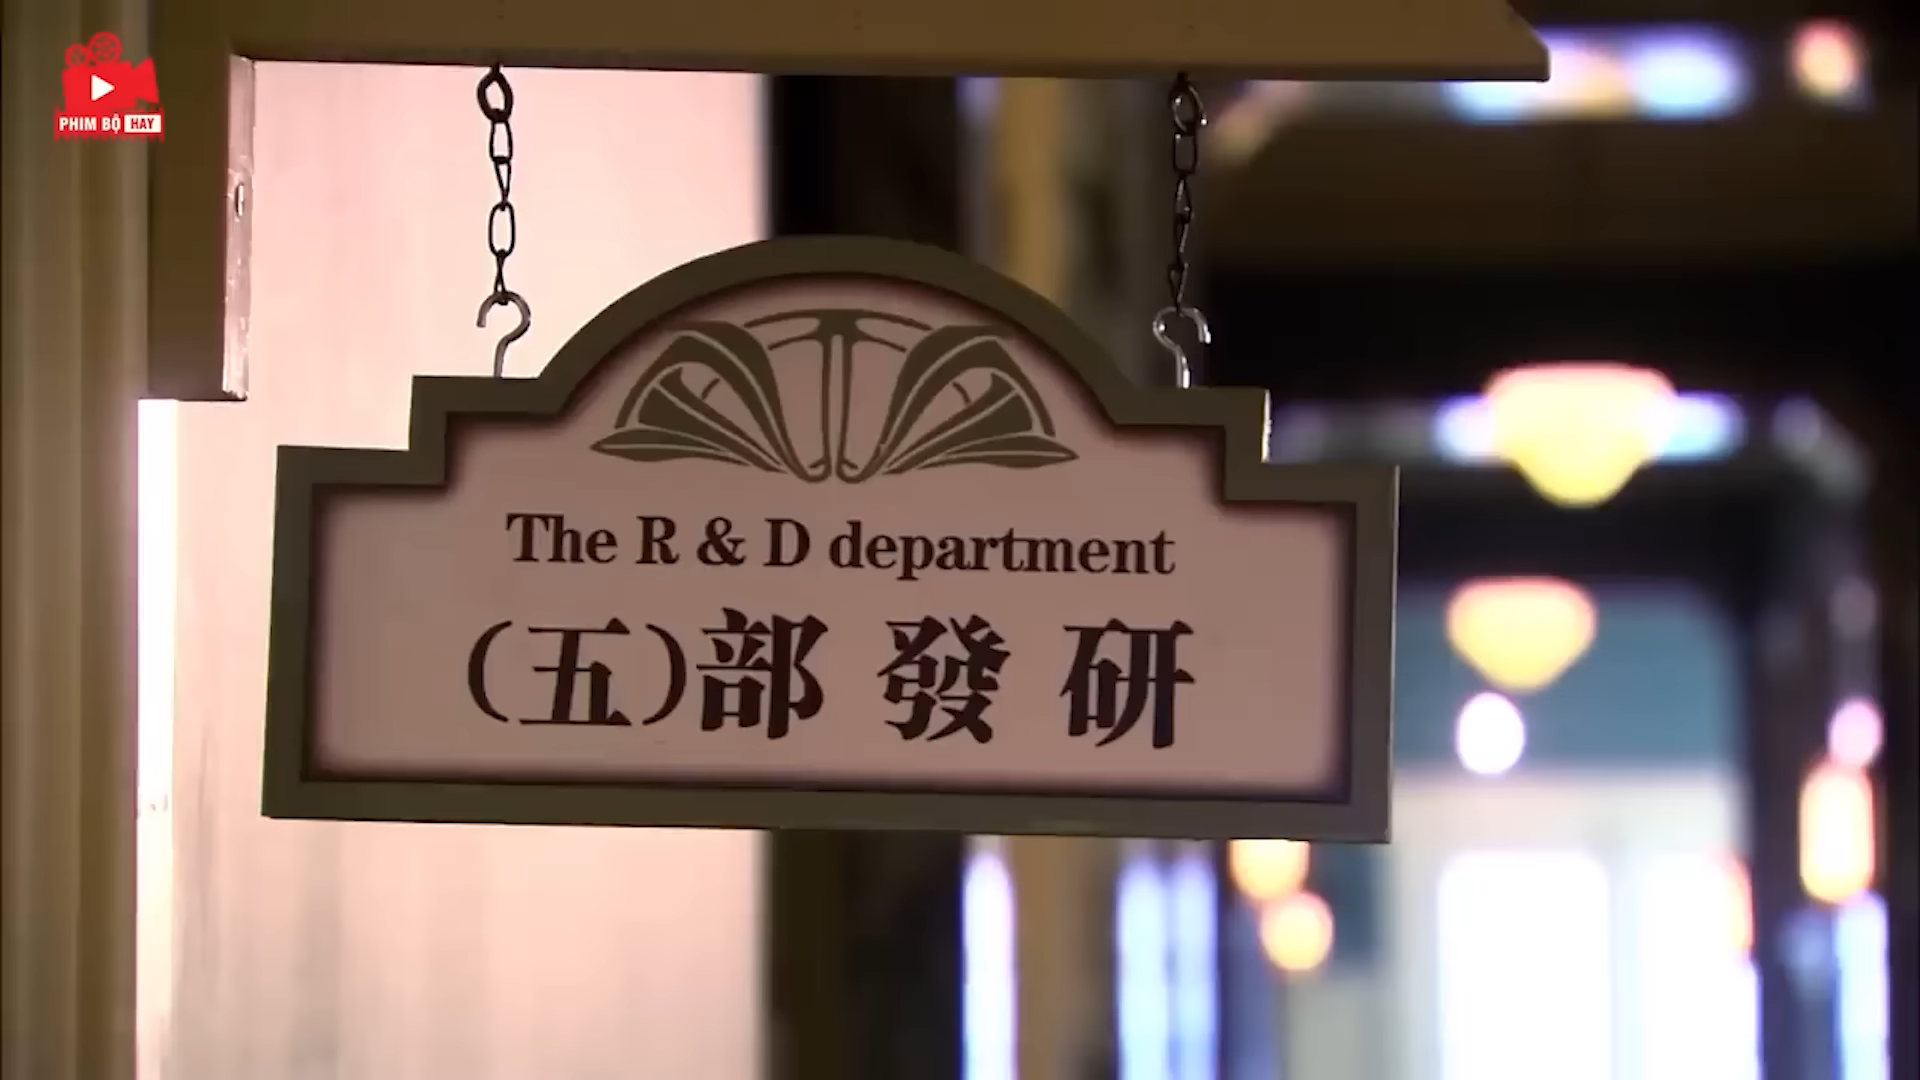 PHIM BỘ HAY
The R & D department
研發部(五)